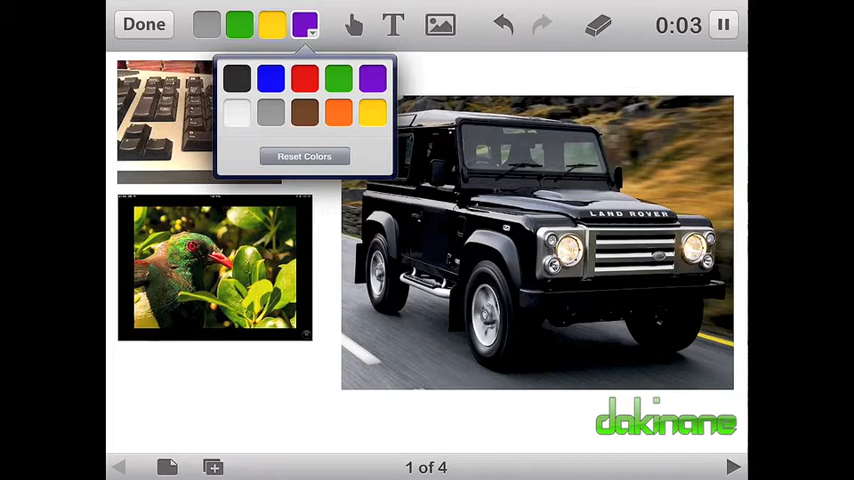 Done
T
0:03
Reset Colors
LAND ROVER
dakinane
1 of 4